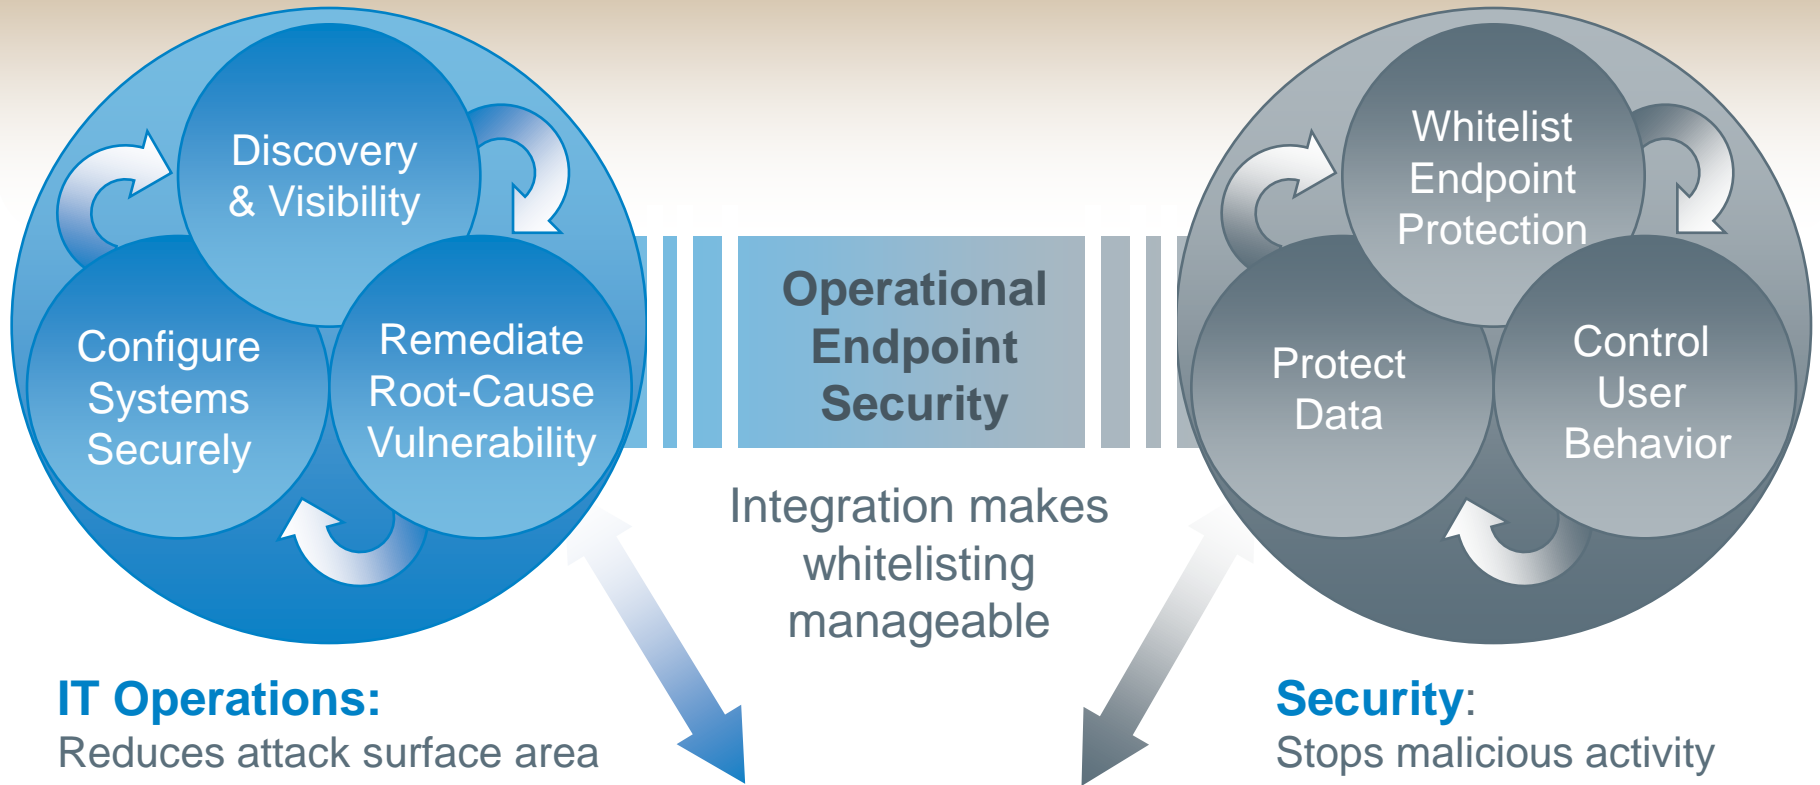 Discovery
& Visibility
Configure
Systems
Securely
Remediate
Root-Cause
Vulnerability
Operational
Endpoint
Security
Integration makes
whitelisting
manageable
Whitelist
Endpoint
Protection
Protect
Data
Control
User
Behavior
IT Operations:
Reduces attack surface area
Security:
Stops malicious activity